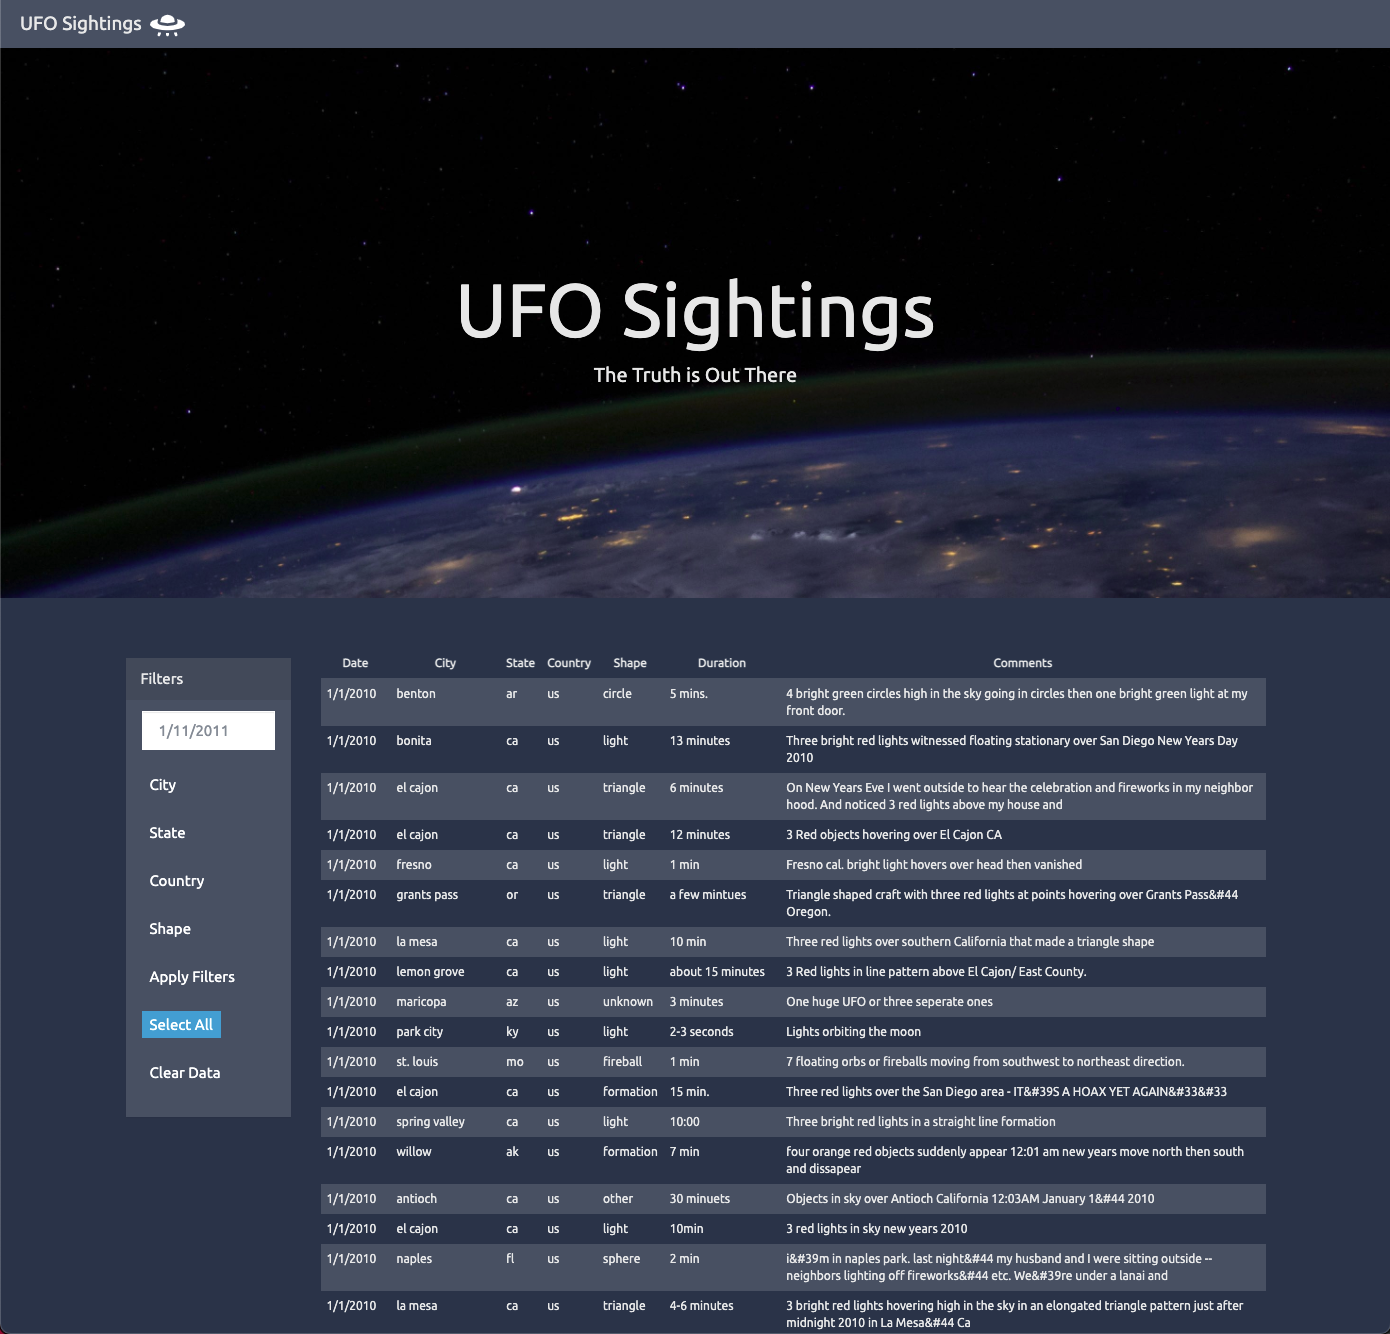 UFO Sightings
UFO Sightings
The Truth is Out There
Filters
1/11/2011
City
State
Country
Shape
Apply Filters
Select All
Clear Data
Date City State Country Shape Duration Comments
1/1/2010 benton ar us circle 5 mins. 4 bright green circles high in the sky going in circles then one bright green light at my
front door.
1/1/2010 bonita ca us light 13 minutes Three bright red lights witnessed floating stationary over San Diego New Years Day
2010
1/1/2010 el cajon ca us triangle 6 minutes On New Years Eve I went outside to hear the celebration and fireworks in my neighbor
hood. And noticed 3 red lights above my house and
1/1/2010 el cajon ca us triangle 12 minutes 3 Red objects hovering over El Cajon CA
1/1/2010 fresno ca us light 1 min Fresno cal. bright light hovers over head then vanished
1/1/2010 grants pass or us triangle a few mintues Triangle shaped craft with three red lights at points hovering over Grants Pass&#44
Oregon.
1/1/2010 la mesa ca us light 10 min Three red lights over southern California that made a triangle shape
1/1/2010 lemon grove ca us light about 15 minutes 3 Red lights in line pattern above El Cajon/ East County.
1/1/2010 maricopa az us unknown 3 minutes One huge UFO or three seperate ones
1/1/2010 park city ky us light 2-3 seconds Lights orbiting the moon
1/1/2010 st. louis mo us fireball 1 min 7 floating orbs or fireballs moving from southwest to northeast direction.
1/1/2010 el cajon ca us formation 15 min. Three red lights over the San Diego area - IT&#39S A HOAX YET AGAIN&#33&#33
1/1/2010 spring valley ca us light 10:00 Three bright red lights in a straight line formation
1/1/2010 willow ak us formation 7 min four orange red objects suddenly appear 12:01 am new years move north then south
and dissapear
1/1/2010 antioch ca us other 30 minuets Objects in sky over Antioch California 12:03AM January 1&#44 2010
1/1/2010 el cajon ca us light 10min 3 red lights in sky new years 2010
1/1/2010 naples fl us sphere 2 min i&#39m in naples park. last night&#44 my husband and I were sitting outside --
neighbors lighting off fireworks&#44 etc. We&#39re under a lanai and
1/1/2010 la mesa ca us triangle 4-6 minutes 3 bright red lights hovering high in the sky in an elongated triangle pattern just after
midnight 2010 in La Mesa&#44 Ca